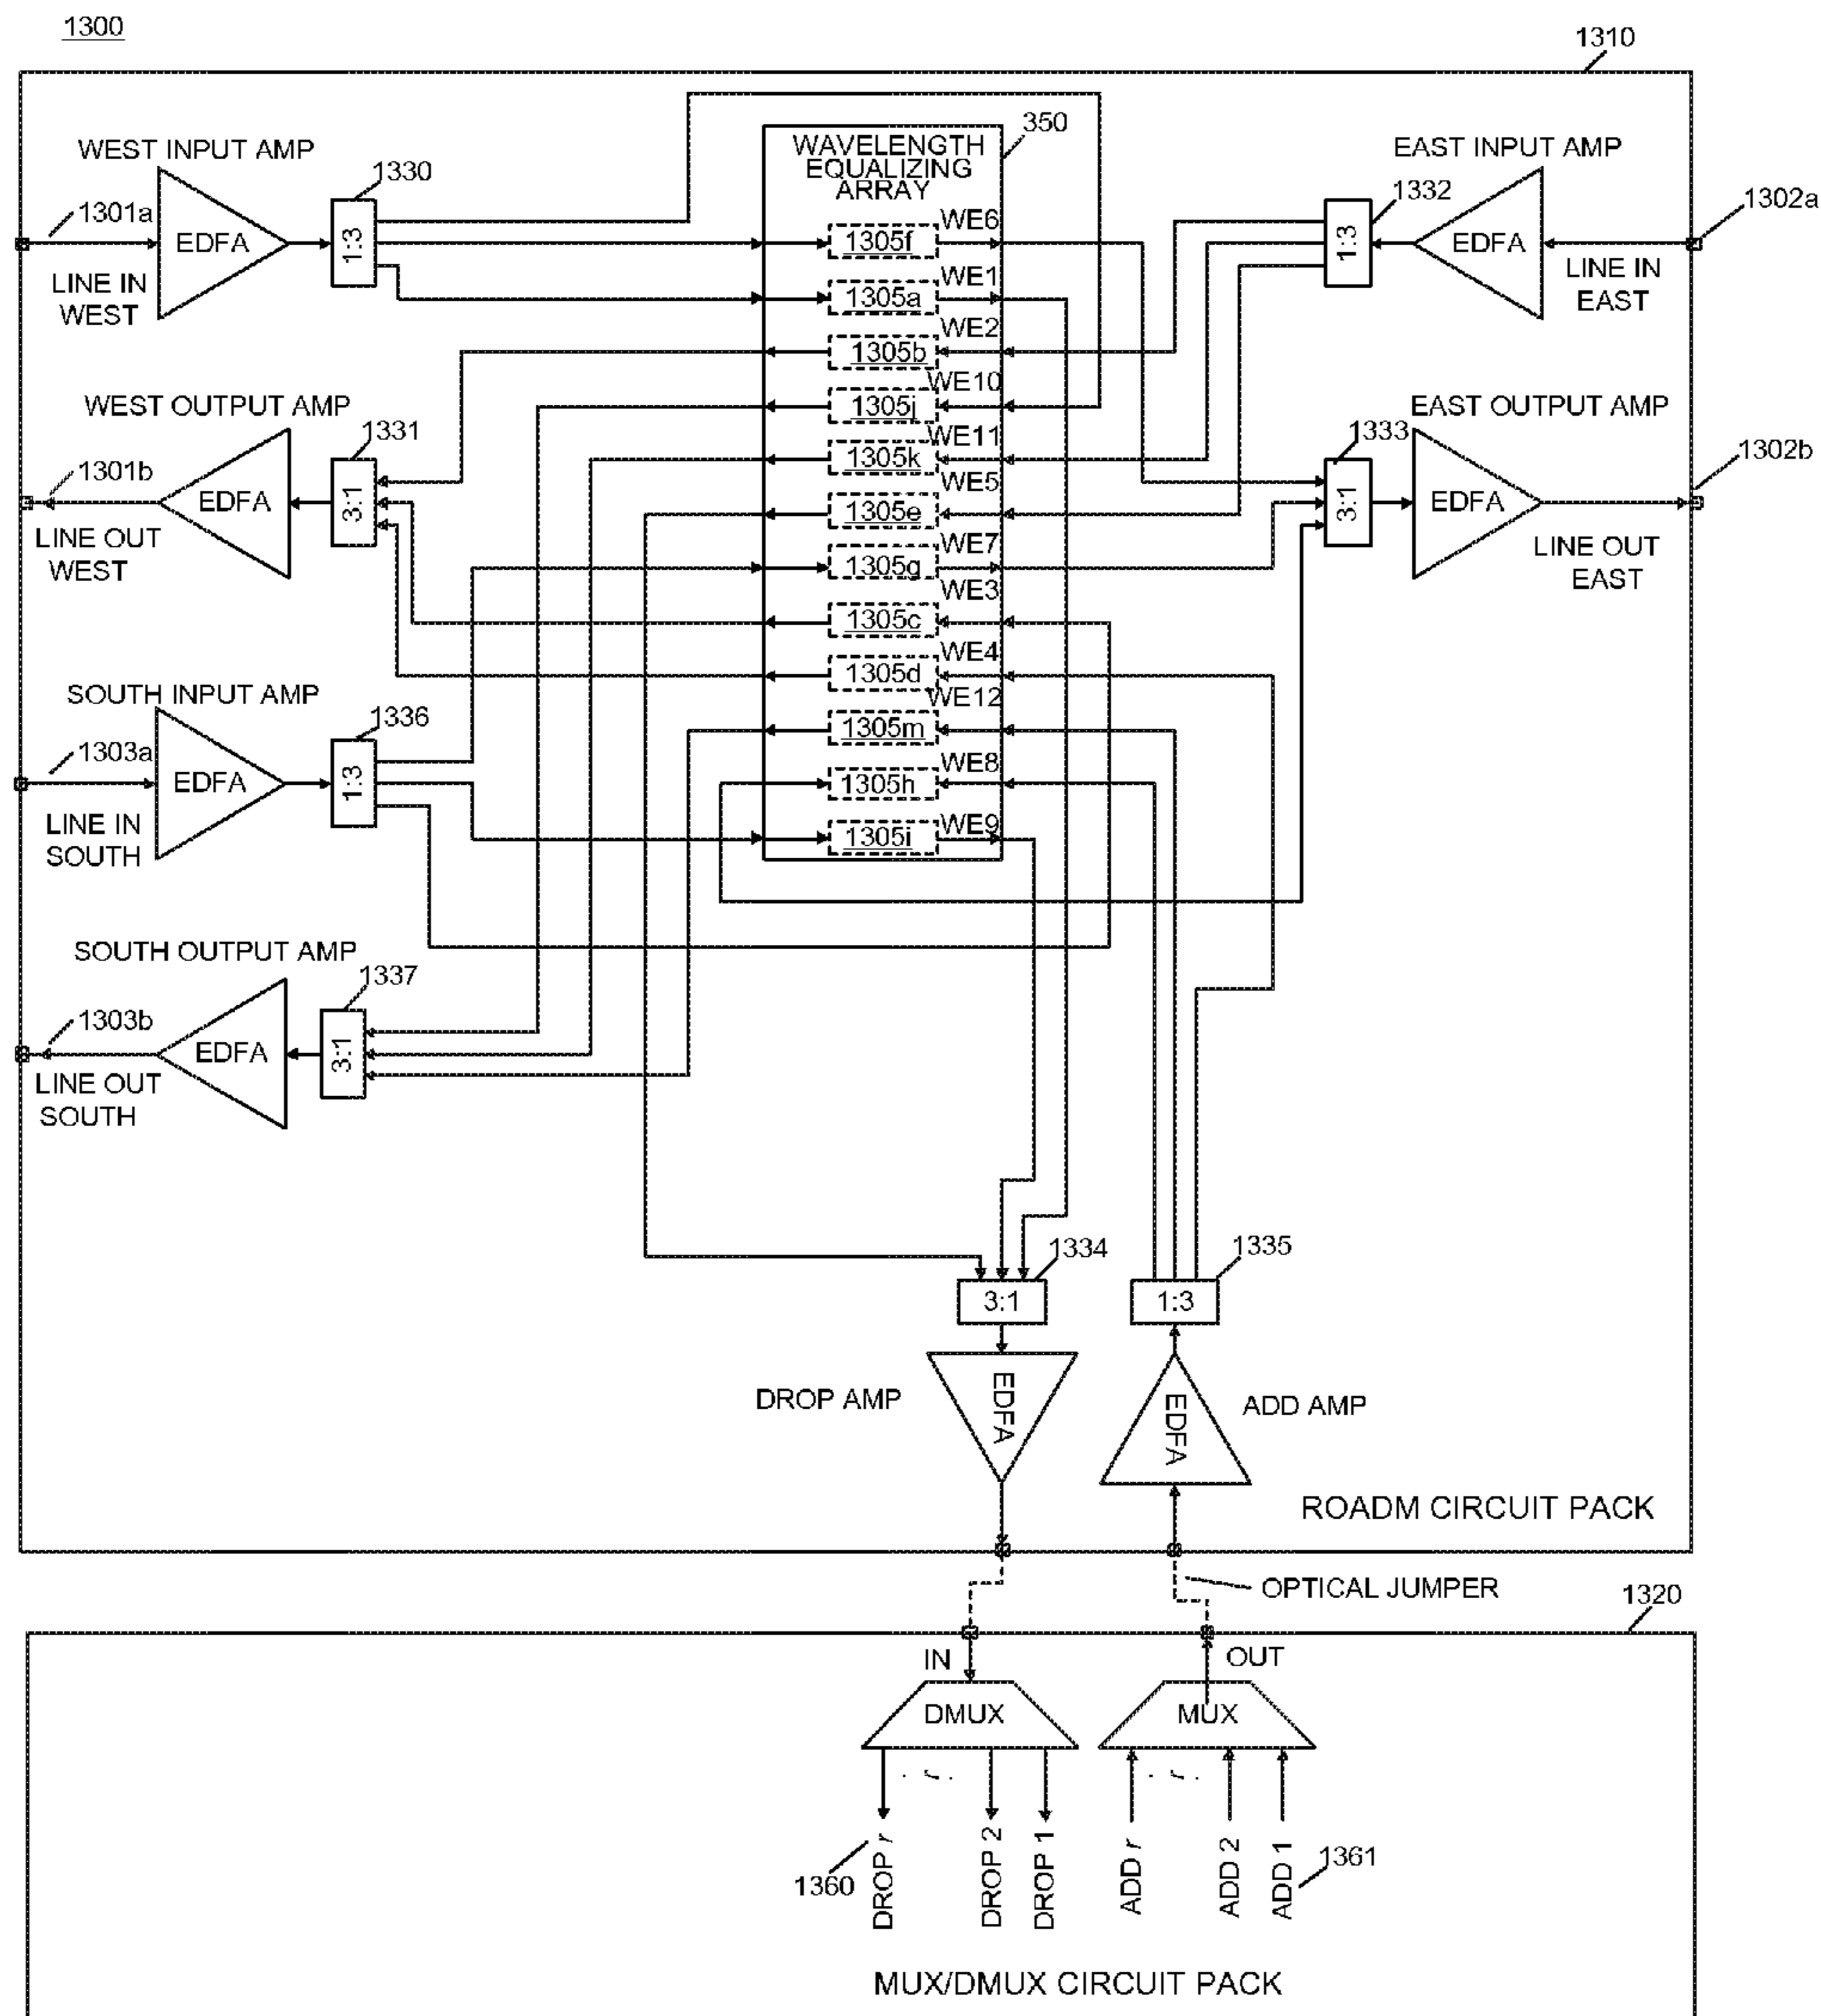 1300
1310
WEST INPUT AMP
1330
350
WAVELENGTH
EQUALIZING
ARRAY
EAST INPUT AMP
1332
1302a
1301a
EDFA
1:3
LINE IN
WEST
1305f
WE6
1:3
EDFA
LINE IN
EAST
1305a
WE1
1305b
WE2
1305j
WE10
1305k
WE11
1305e
WE5
1305g
WE7
1305c
WE3
1305d
WE4
1305m
WE12
1305h
WE8
1305i
WE9
WEST OUTPUT AMP
1331
1301b
EDFA
3:1
LINE OUT
WEST
EAST OUTPUT AMP
1333
1302b
3:1
EDFA
LINE OUT
EAST
SOUTH INPUT AMP
1336
1303a
EDFA
1:3
LINE IN
SOUTH
SOUTH OUTPUT AMP
1337
1303b
EDFA
3:1
LINE OUT
SOUTH
1334
1335
3:1
1:3
DROP AMP
EDFA
EDFA
ADD AMP
ROADM CIRCUIT PACK
OPTICAL JUMPER
1320
IN
OUT
DMUX
MUX
. r .
. r .
1360
DROP r
DROP 2
DROP 1
ADD r
ADD 2
ADD 1
1361
MUX/DMUX CIRCUIT PACK